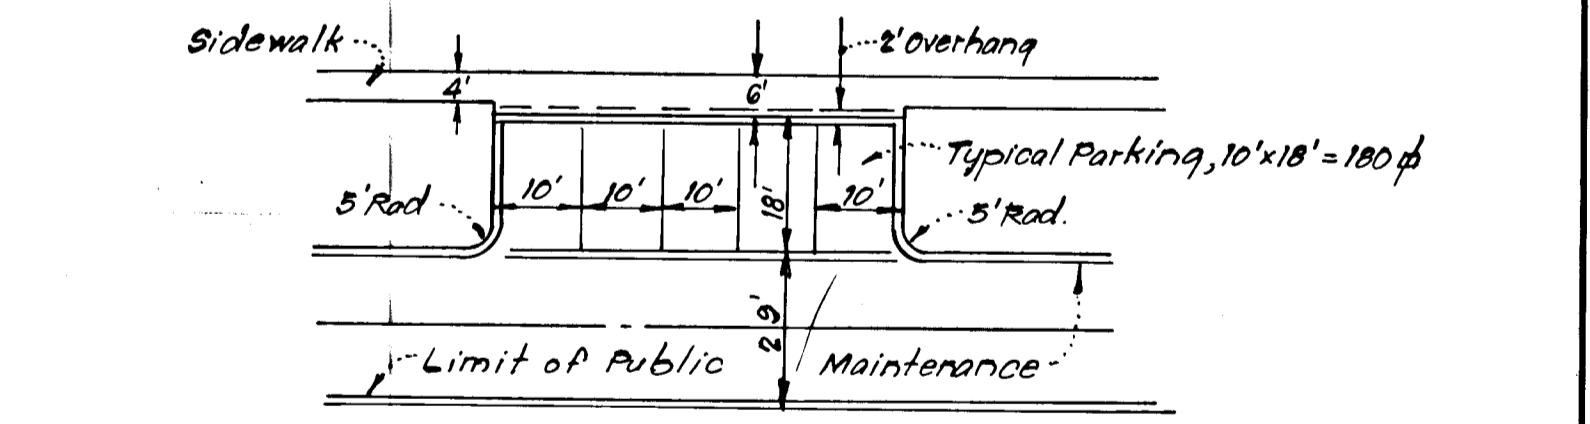 Sidewalk
2' Overhang
4'
6'
Typical Parking, 10'x18' = 180 ⏍
5' Rad
10'
10'
10'
18'
10'
5' Rad.
29'
Limit of Public Maintenance